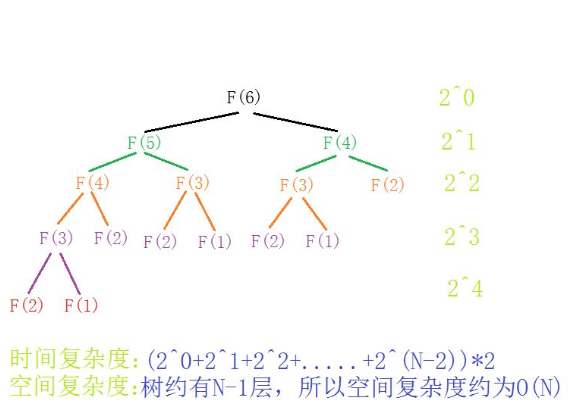 F(6) 2^0
F(5) F(4) 2^1
F(4) F(3) F(3) F(2) 2^2
F(3) F(2) F(2) F(1) F(2) F(1) 2^3
F(2) F(1) 2^4
时间复杂度：(2^0+2^1+2^2+.....+2^(N-2))*2
空间复杂度:树约有N-1层，所以空间复杂度约为O(N)